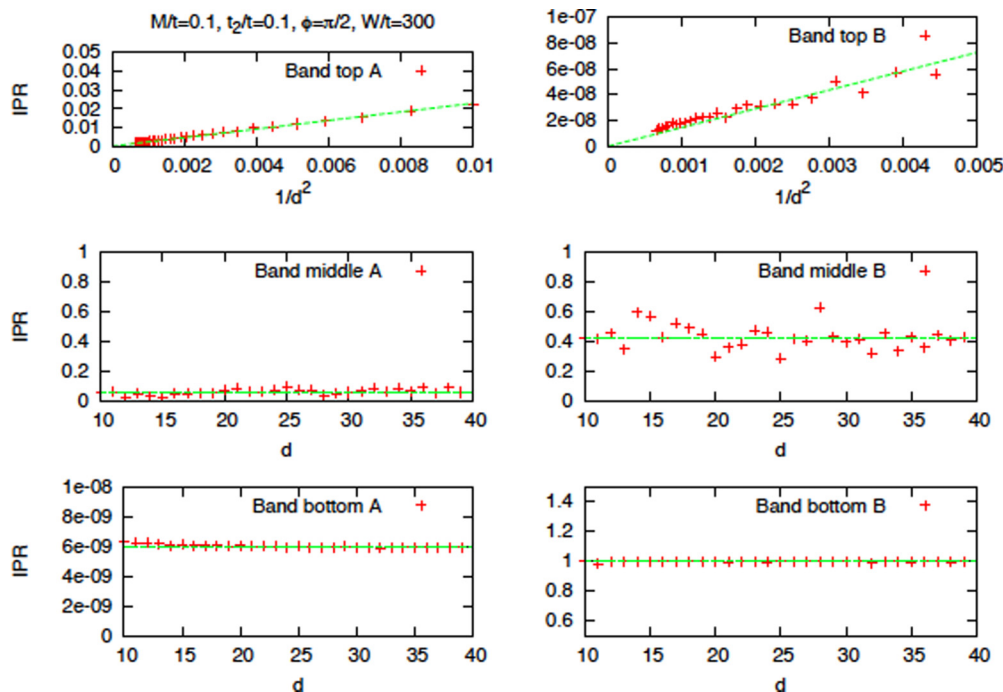 M/t=0.1, t2/t=0.1, ϕ=π/2, W/t=300
IPR
0.05
0.04
0.03
0.02
0.01
0
Band top A
0 0.002 0.004 0.006 0.008 0.01
1/d²
1e-07
8e-08
6e-08
4e-08
2e-08
0
Band top B
0 0.001 0.002 0.003 0.004 0.005
1/d²
IPR
1
0.8
0.6
0.4
0.2
0
Band middle A
10 15 20 25 30 35 40
d
1
0.8
0.6
0.4
0.2
0
Band middle B
10 15 20 25 30 35 40
d
IPR
1e-08
8e-09
6e-09
4e-09
2e-09
0
Band bottom A
10 15 20 25 30 35 40
d
1.4
1.2
1
0.8
0.6
Band bottom B
10 15 20 25 30 35 40
d